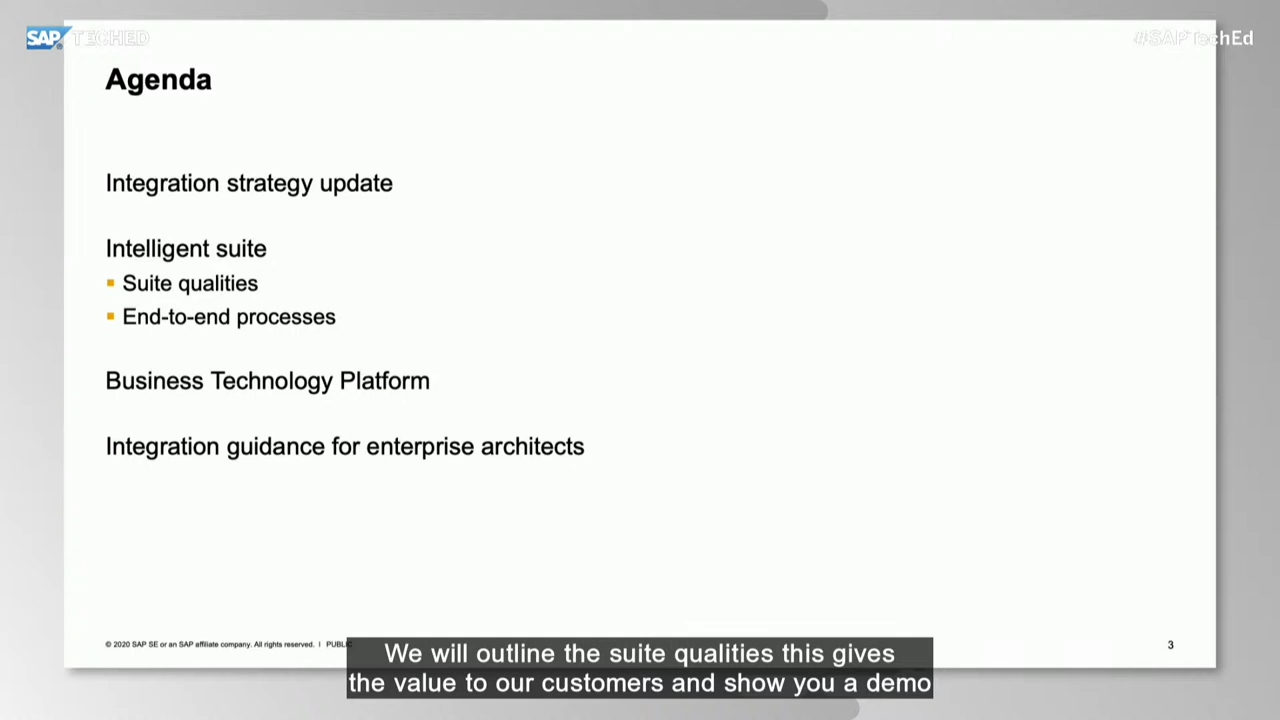 SAP TECHED
#SAPTechEd
Agenda
Integration strategy update
Intelligent suite
Suite qualities
End-to-end processes
Business Technology Platform
Integration guidance for enterprise architects
© 2020 SAP SE or an SAP affiliate company. All rights reserved. | PUBLIC
3
We will outline the suite qualities this gives
the value to our customers and show you a demo